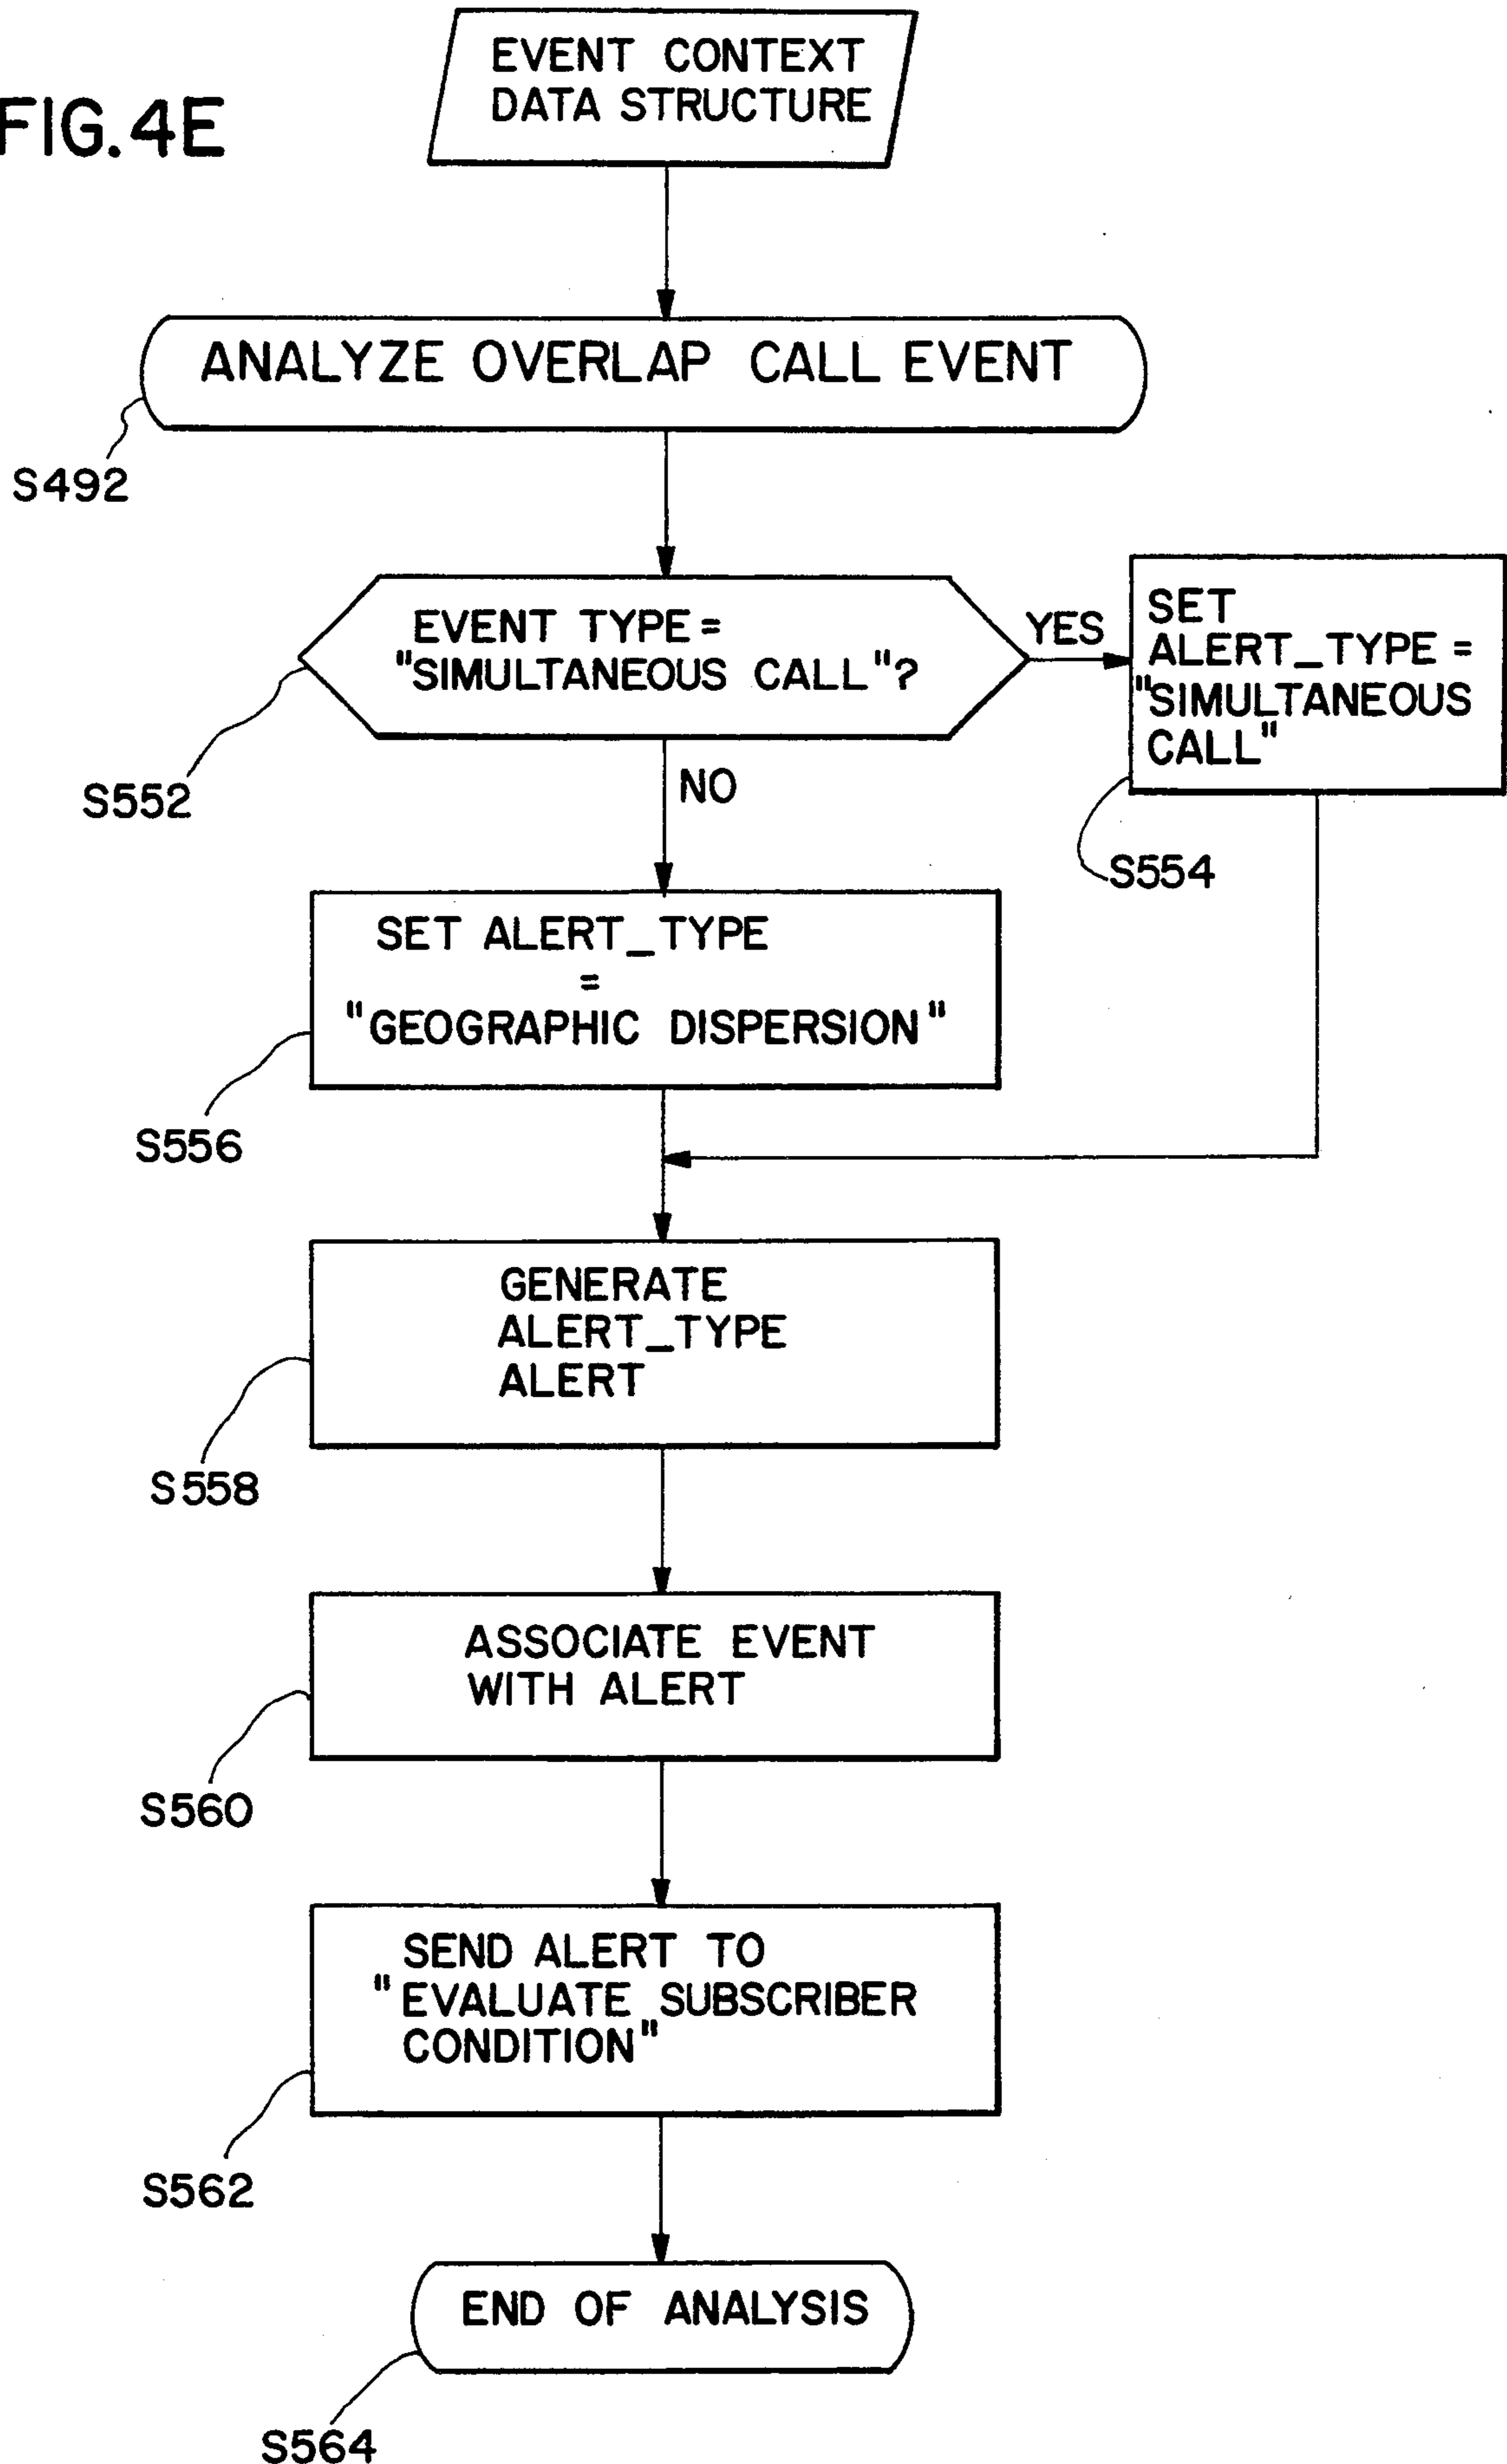 FIG.4E
EVENT CONTEXT
DATA STRUCTURE
ANALYZE OVERLAP CALL EVENT
S492
EVENT TYPE =
"SIMULTANEOUS CALL"?
YES
SET
ALERT_TYPE =
"SIMULTANEOUS
CALL"
S552
NO
S554
SET ALERT_TYPE
=
"GEOGRAPHIC DISPERSION"
S556
GENERATE
ALERT_TYPE
ALERT
S558
ASSOCIATE EVENT
WITH ALERT
S560
SEND ALERT TO
"EVALUATE SUBSCRIBER
CONDITION"
S562
END OF ANALYSIS
S564